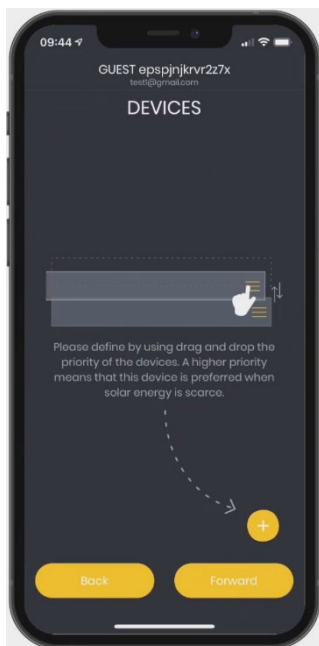 09:44
GUEST epspjnjkrvr2z7x
test1@gmail.com
DEVICES
Please define by using drag and drop the
priority of the devices. A higher priority
means that this device is preferred when
solar energy is scarce.
+
Back
Forward